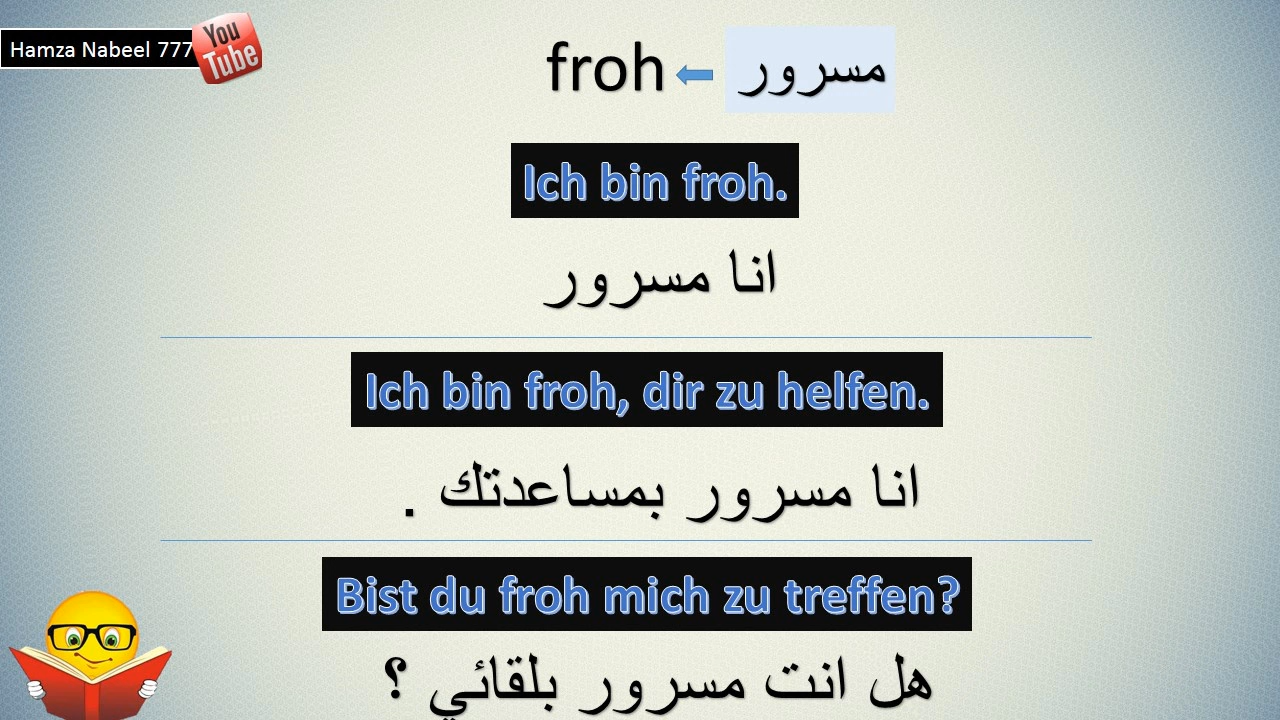 Hamza Nabeel 777
You
Tube
froh مسرور
Ich bin froh.
انا مسرور
Ich bin froh, dir zu helfen.
انا مسرور بمساعدتك .
Bist du froh mich zu treffen?
هل انت مسرور بلقائي ؟